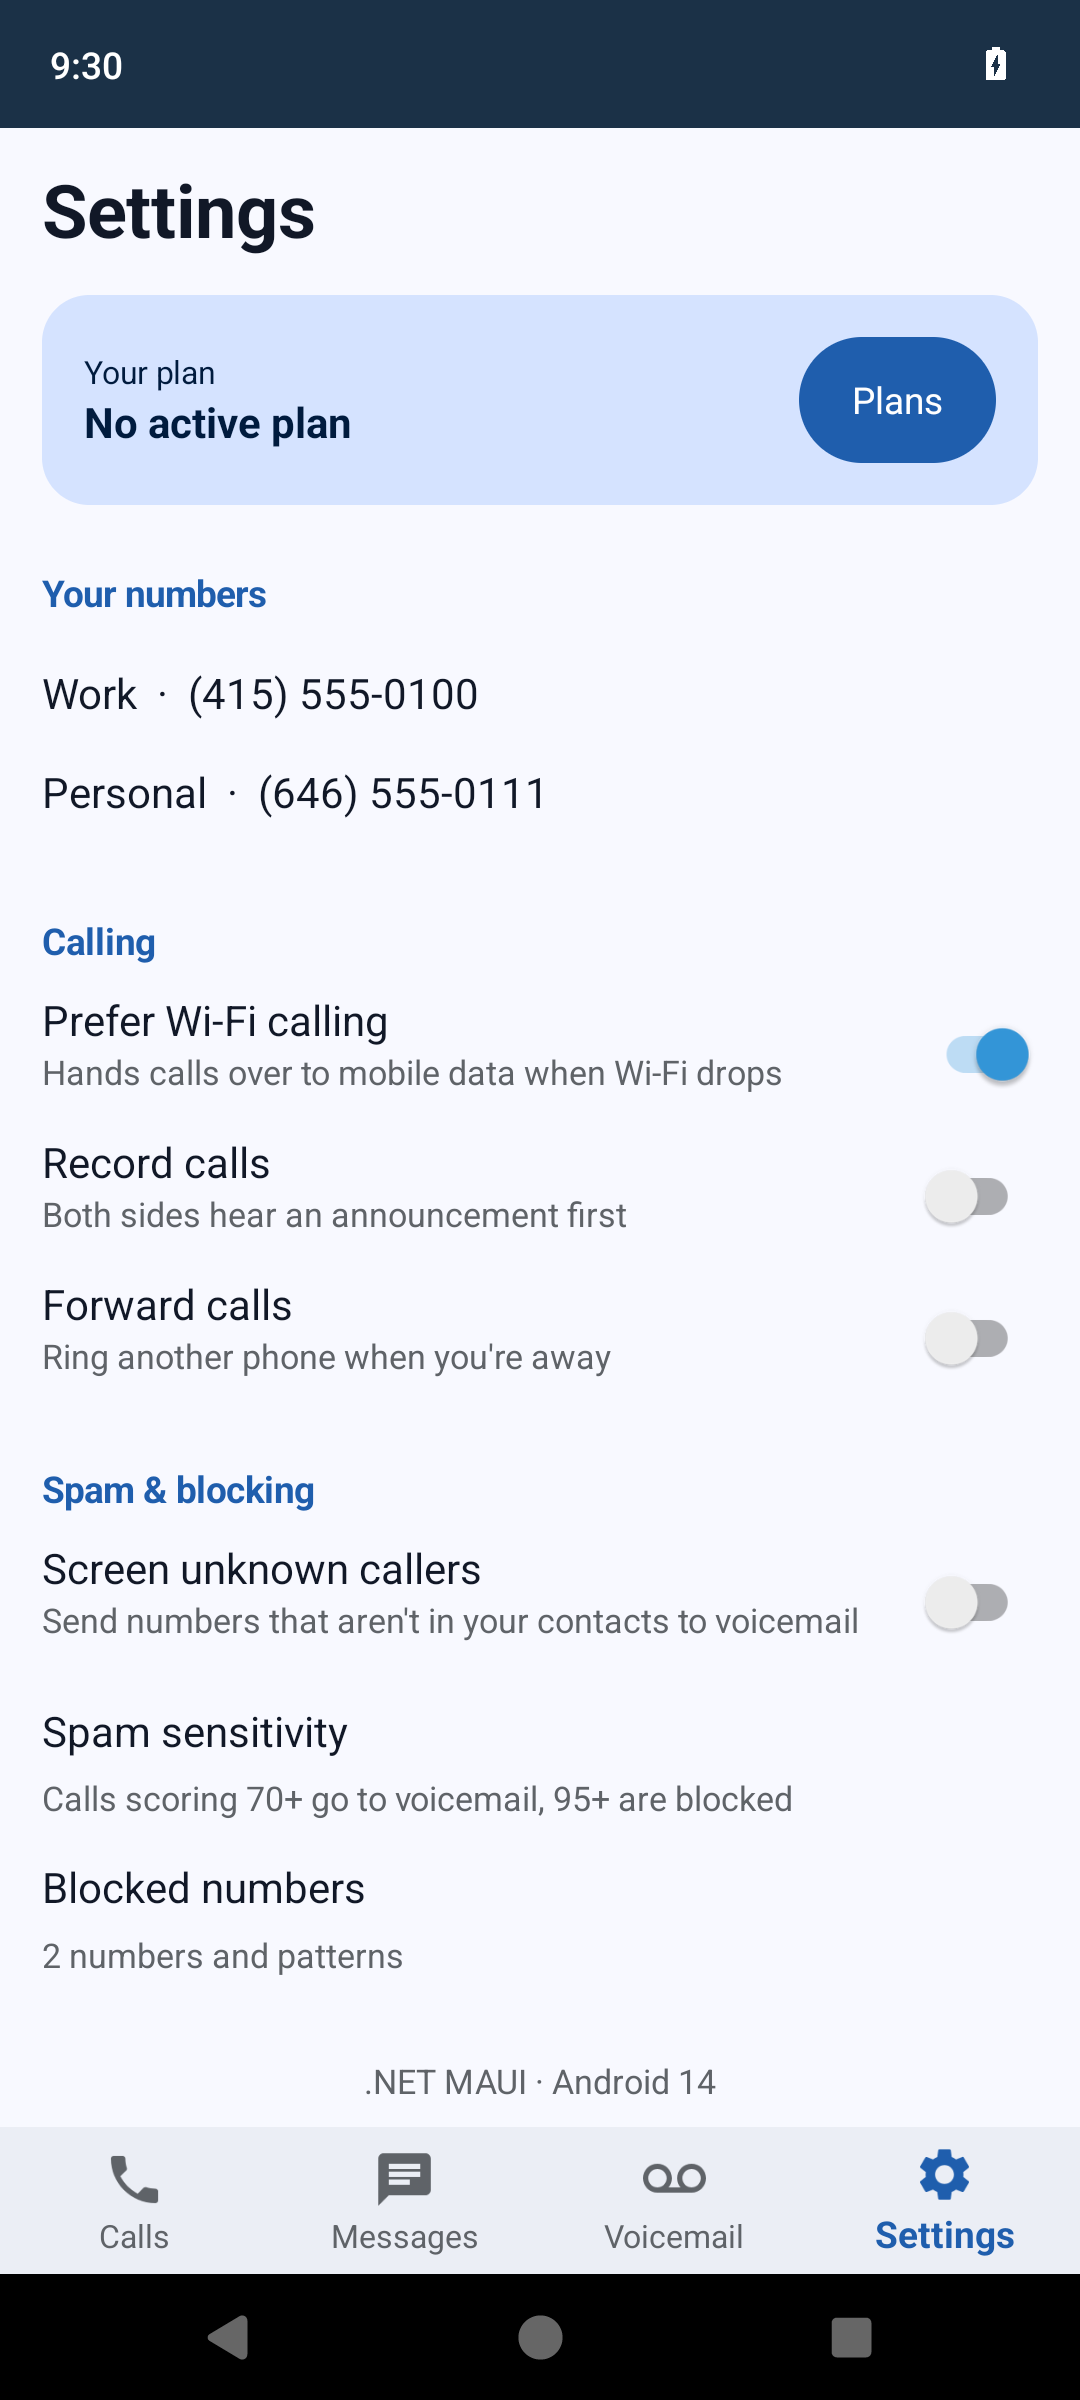 9:30
Settings
Your plan
No active plan
Plans
Your numbers
Work · (415) 555-0100
Personal · (646) 555-0111
Calling
Prefer Wi-Fi calling
Hands calls over to mobile data when Wi-Fi drops
Record calls
Both sides hear an announcement first
Forward calls
Ring another phone when you're away
Spam & blocking
Screen unknown callers
Send numbers that aren't in your contacts to voicemail
Spam sensitivity
Calls scoring 70+ go to voicemail, 95+ are blocked
Blocked numbers
2 numbers and patterns
.NET MAUI · Android 14
Calls
Messages
Voicemail
Settings